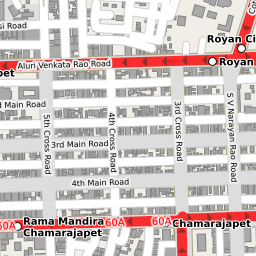 si Road
Royan Ci
Aluri Venkata Rao Road
Royan
pet
d Main Road
5th Cross Road
4th Cross Road
3rd Cross Road
S V Narayan Rao Road
3rd Main Road
4th Main Road
Rama Mandira
Chamarajapet
60A
60A
60A
Chamarajapet